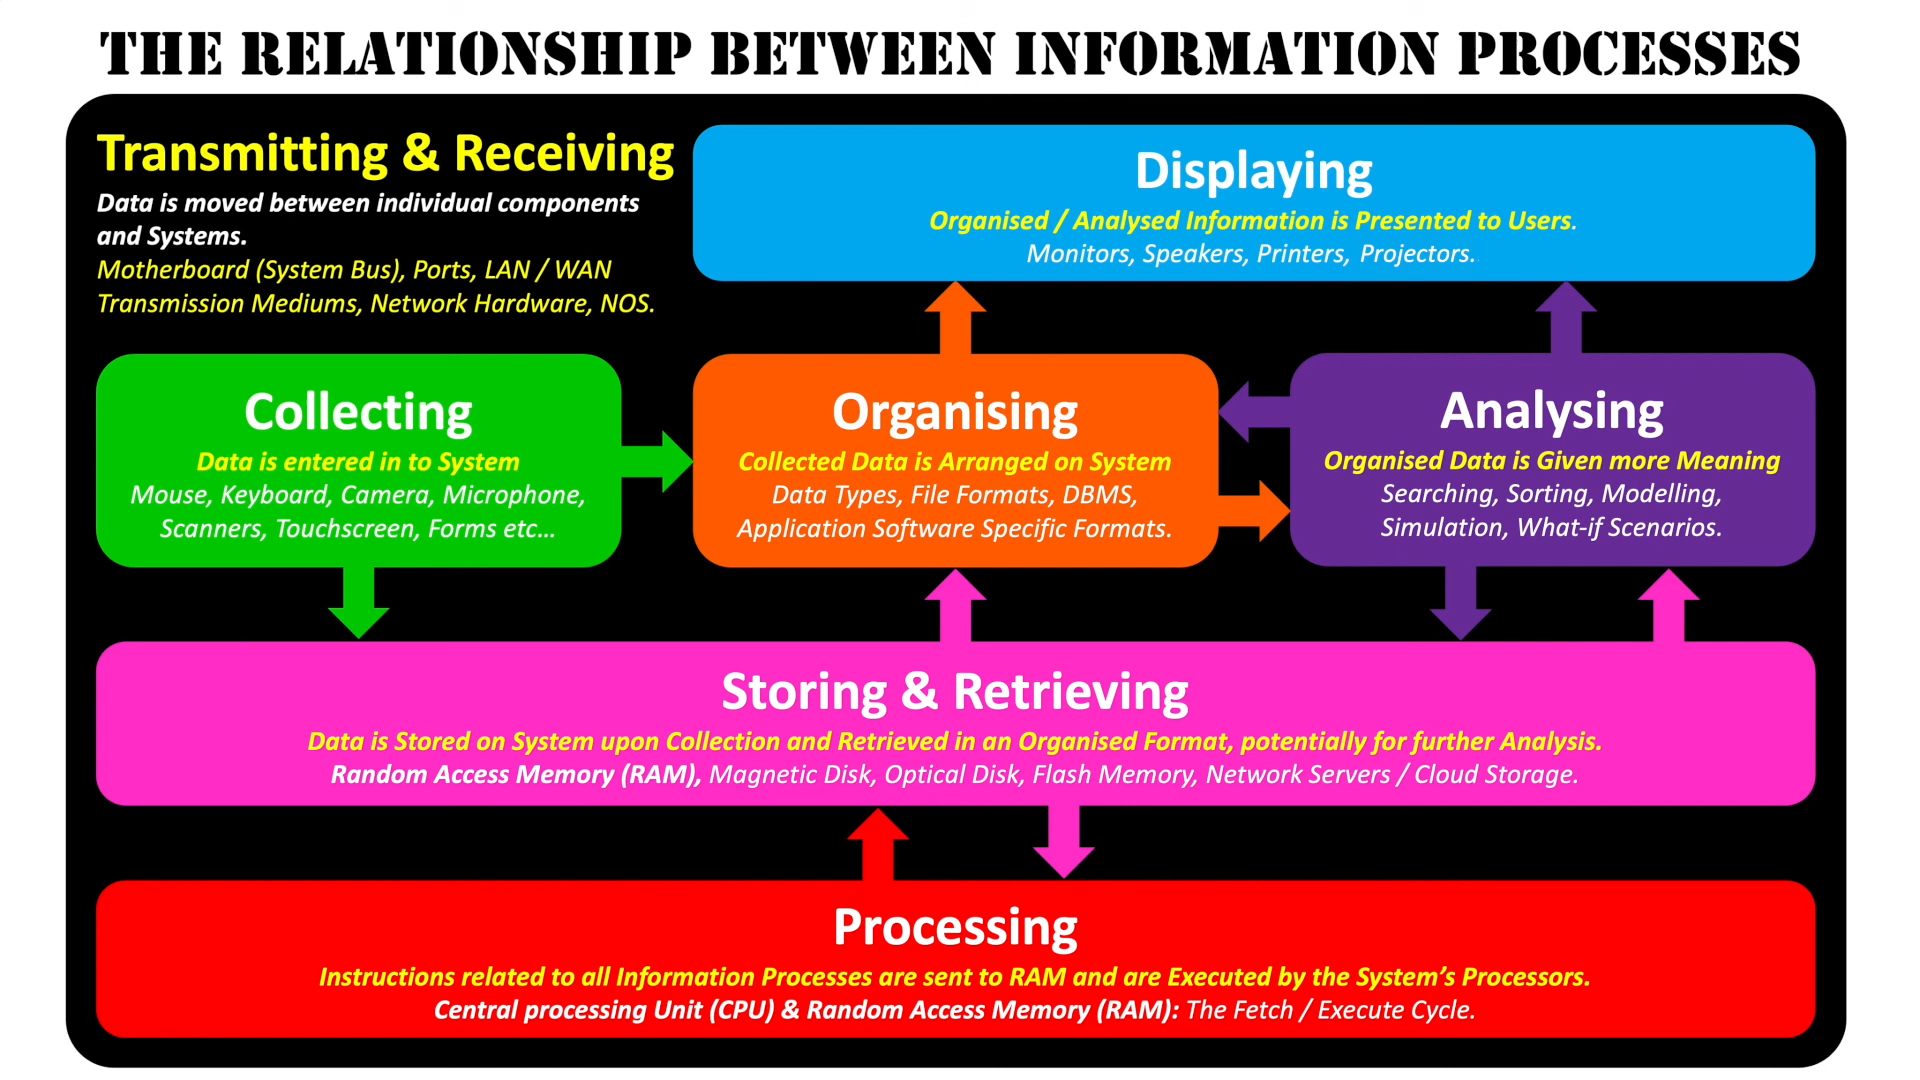 THE RELATIONSHIP BETWEEN INFORMATION PROCESSES
Transmitting & Receiving
Data is moved between individual components
and Systems.
Motherboard (System Bus), Ports, LAN / WAN
Transmission Mediums, Network Hardware, NOS.
Displaying
Organised / Analysed Information is Presented to Users.
Monitors, Speakers, Printers, Projectors.
Collecting
Data is entered in to System
Mouse, Keyboard, Camera, Microphone,
Scanners, Touchscreen, Forms etc...
Organising
Collected Data is Arranged on System
Data Types, File Formats, DBMS,
Application Software Specific Formats.
Analysing
Organised Data is Given more Meaning
Searching, Sorting, Modelling,
Simulation, What-if Scenarios.
Storing & Retrieving
Data is Stored on System upon Collection and Retrieved in an Organised Format, potentially for further Analysis.
Random Access Memory (RAM), Magnetic Disk, Optical Disk, Flash Memory, Network Servers / Cloud Storage.
Processing
Instructions related to all Information Processes are sent to RAM and are Executed by the System's Processors.
Central processing Unit (CPU) & Random Access Memory (RAM): The Fetch / Execute Cycle.